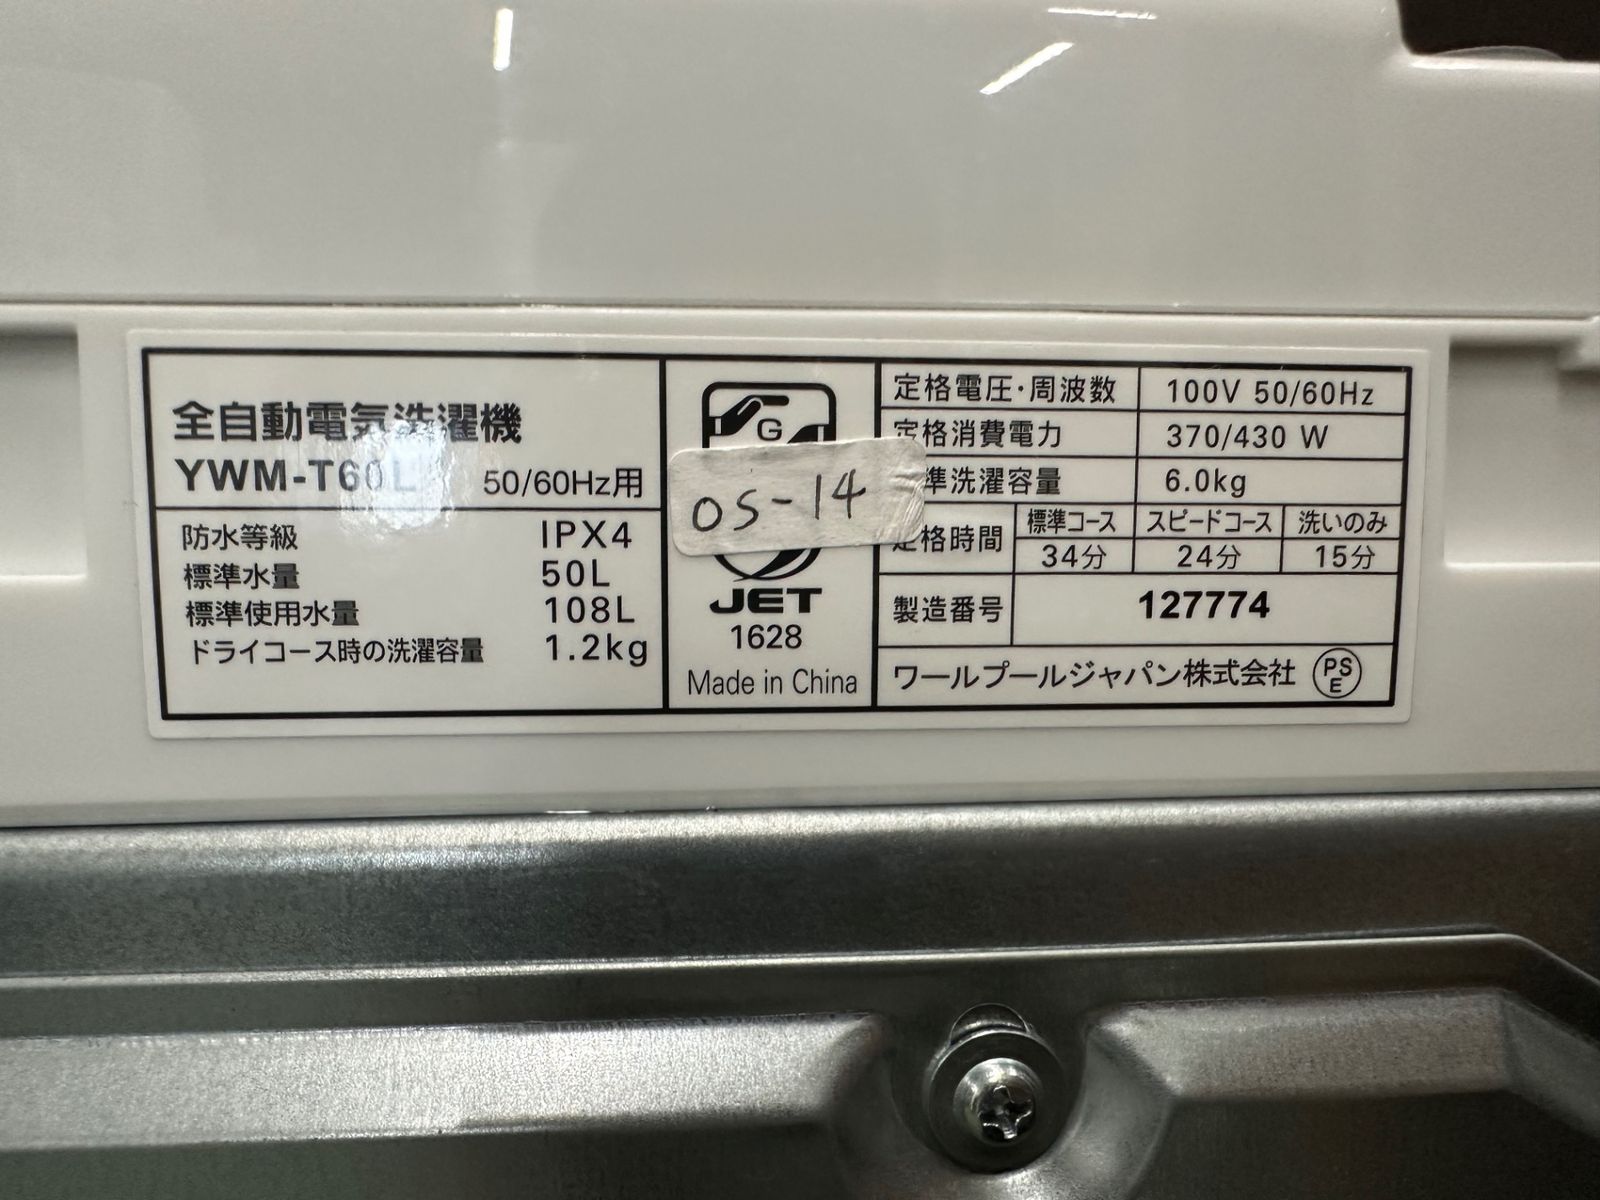 全自動電気洗濯機
YWM-T60L 50/60Hz用
防水等級 IPX4
標準水量 50L
標準使用水量 108L
ドライコース時の洗濯容量 1.2kg
G
OS-14
JET
1628
Made in China
定格電圧・周波数 100V 50/60Hz
定格消費電力 370/430 W
準洗濯容量 6.0kg
定格時間 標準コース スピードコース 洗いのみ
34分 24分 15分
製造番号 127774
ワールプールジャパン株式会社 PSE